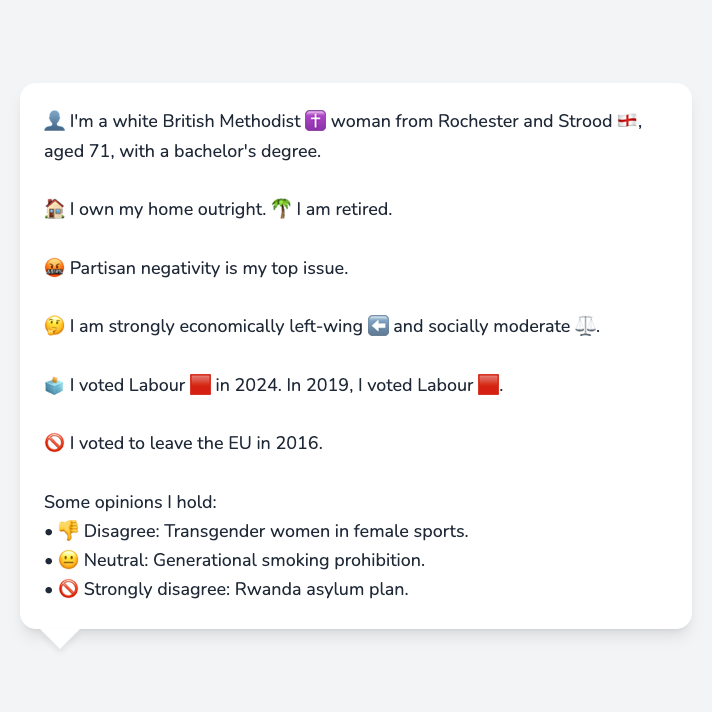 👤 I'm a white British Methodist ✝️ woman from Rochester and Strood 🏴󠁧󠁢󠁥󠁮󠁧󠁿,
aged 71, with a bachelor's degree.
🏠 I own my home outright. 🌴 I am retired.
🤬 Partisan negativity is my top issue.
🤔 I am strongly economically left-wing ⬅️ and socially moderate ⚖️.
🗳️ I voted Labour 🟥 in 2024. In 2019, I voted Labour 🟥.
🚫 I voted to leave the EU in 2016.
Some opinions I hold:
• 👎 Disagree: Transgender women in female sports.
• 😐 Neutral: Generational smoking prohibition.
• 🚫 Strongly disagree: Rwanda asylum plan.